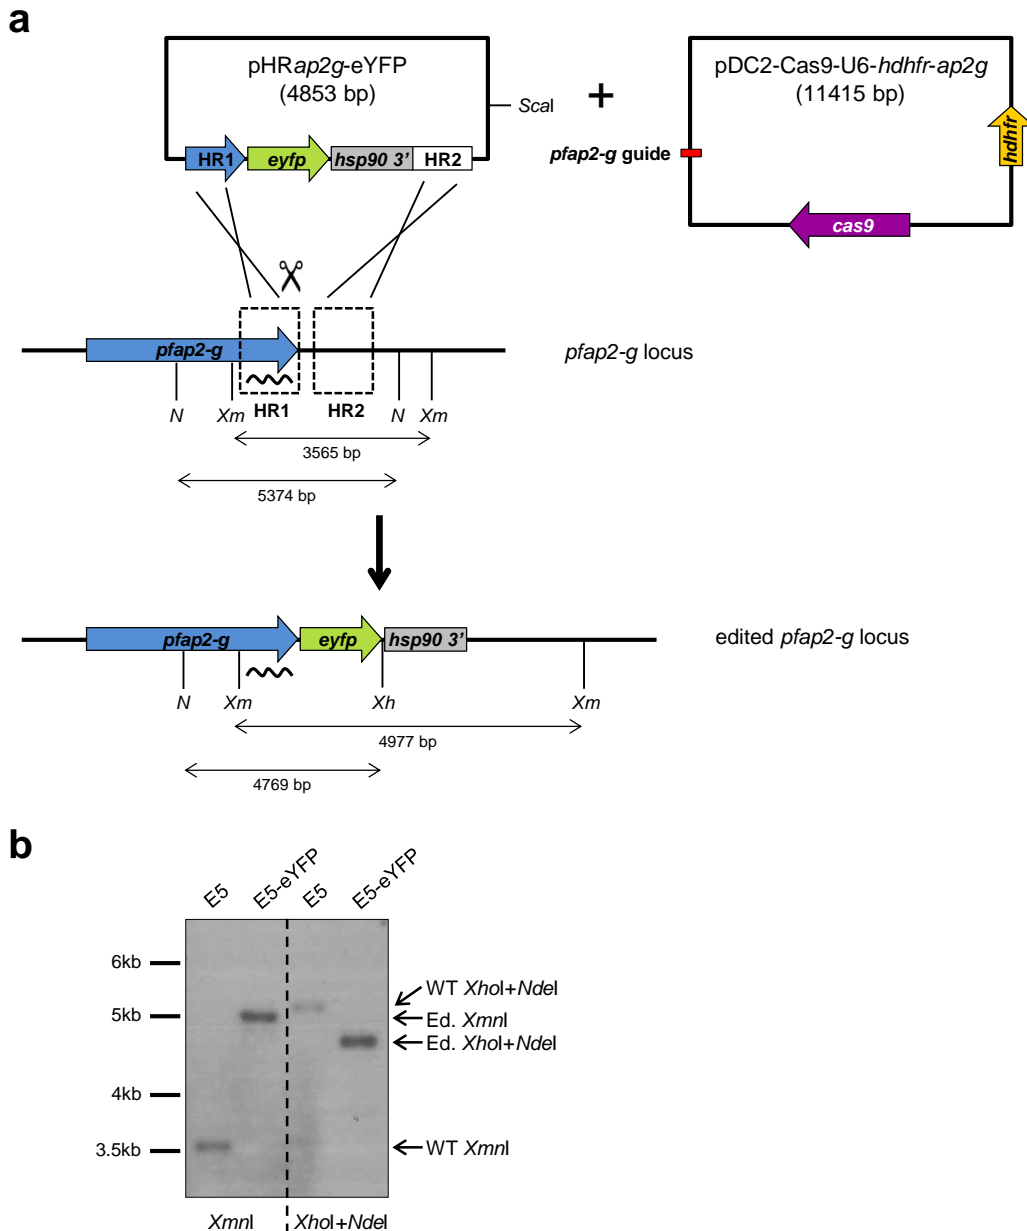 a
pHRap2g-eYFP
(4853 bp)
ScaI
+
pDC2-Cas9-U6-hdhfr-ap2g
(11415 bp)
hdhfr
pfap2-g guide
cas9
HR1
eyfp
hsp90 3'
HR2
pfap2-g
pfap2-g locus
N
Xm
HR1
HR2
N
Xm
3565 bp
5374 bp
pfap2-g
eyfp
hsp90 3'
edited pfap2-g locus
N
Xm
Xh
Xm
4977 bp
4769 bp
b
E5
E5-eYFP
E5
E5-eYFP
6kb
5kb
4kb
3.5kb
WT XhoI+NdeI
Ed. XmnI
Ed. XhoI+NdeI
WT XmnI
XmnI
XhoI+NdeI